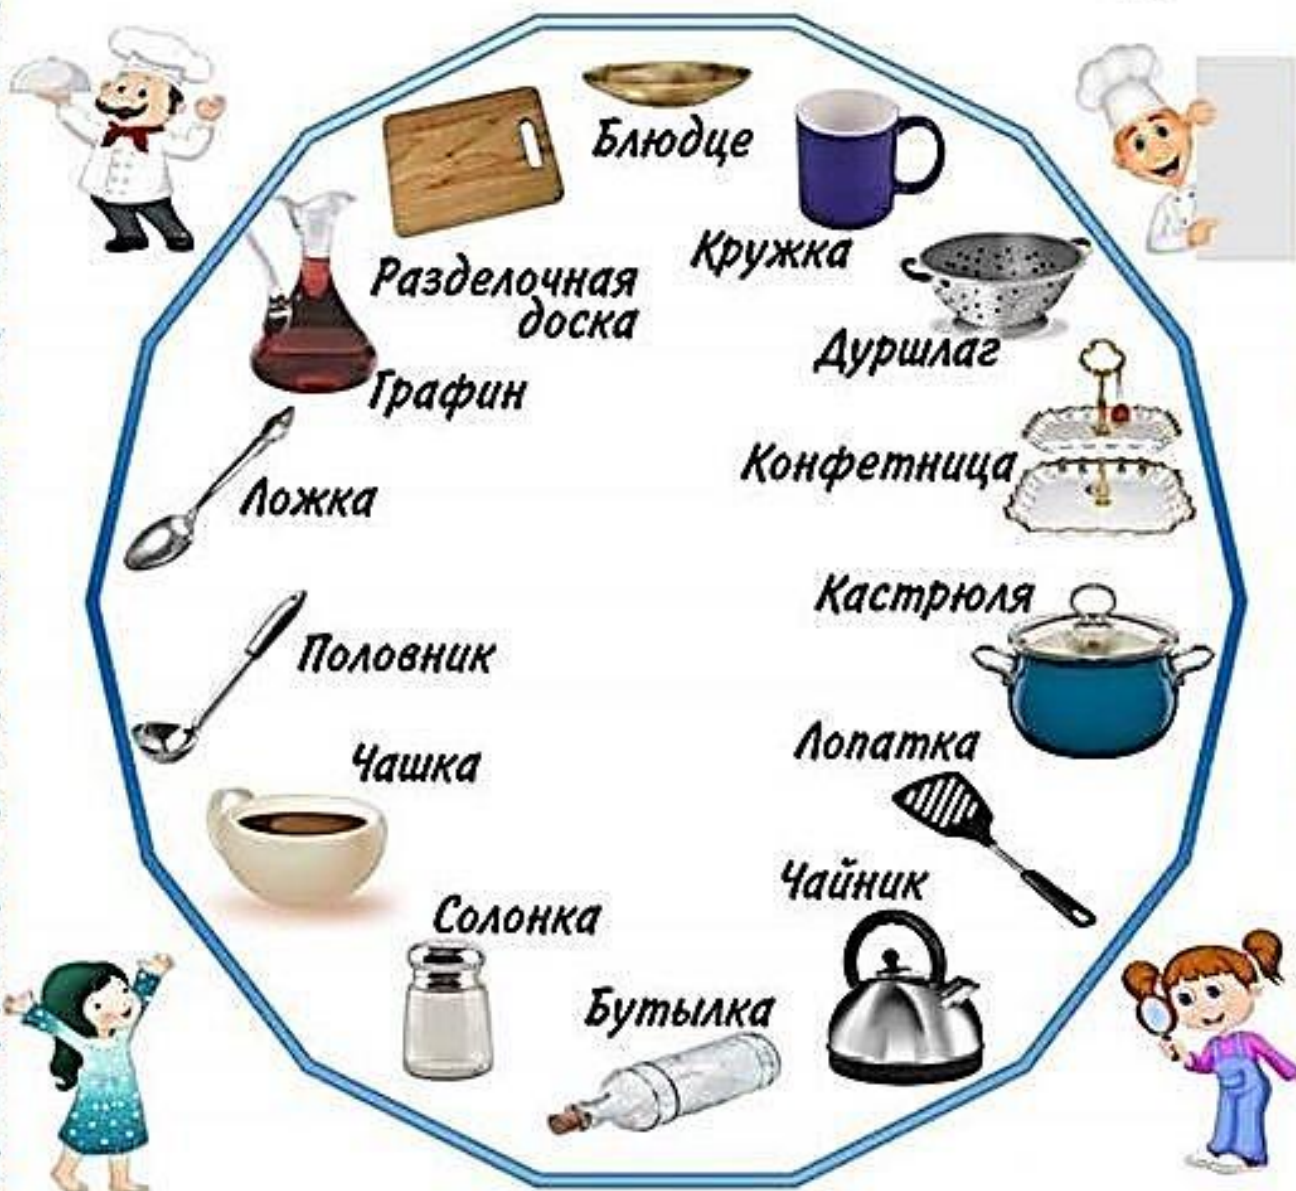 Блюдце
Кружка
Разделочная
доска
Дуршлаг
Графин
Конфетница
Ложка
Кастрюля
Половник
Лопатка
Чашка
Чайник
Солонка
Бутылка